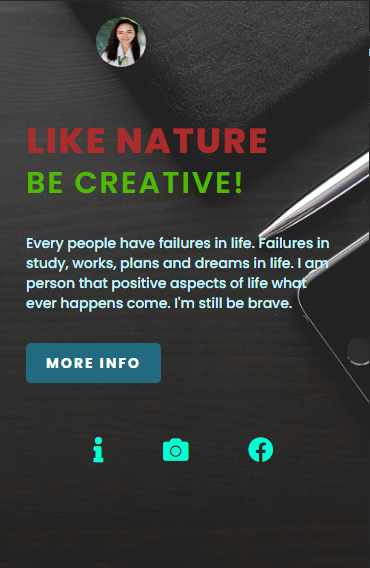 LIKE NATURE
BE CREATIVE!
Every people have failures in life. Failures in
study, works, plans and dreams in life. I am
person that positive aspects of life what
ever happens come. I'm still be brave.
MORE INFO